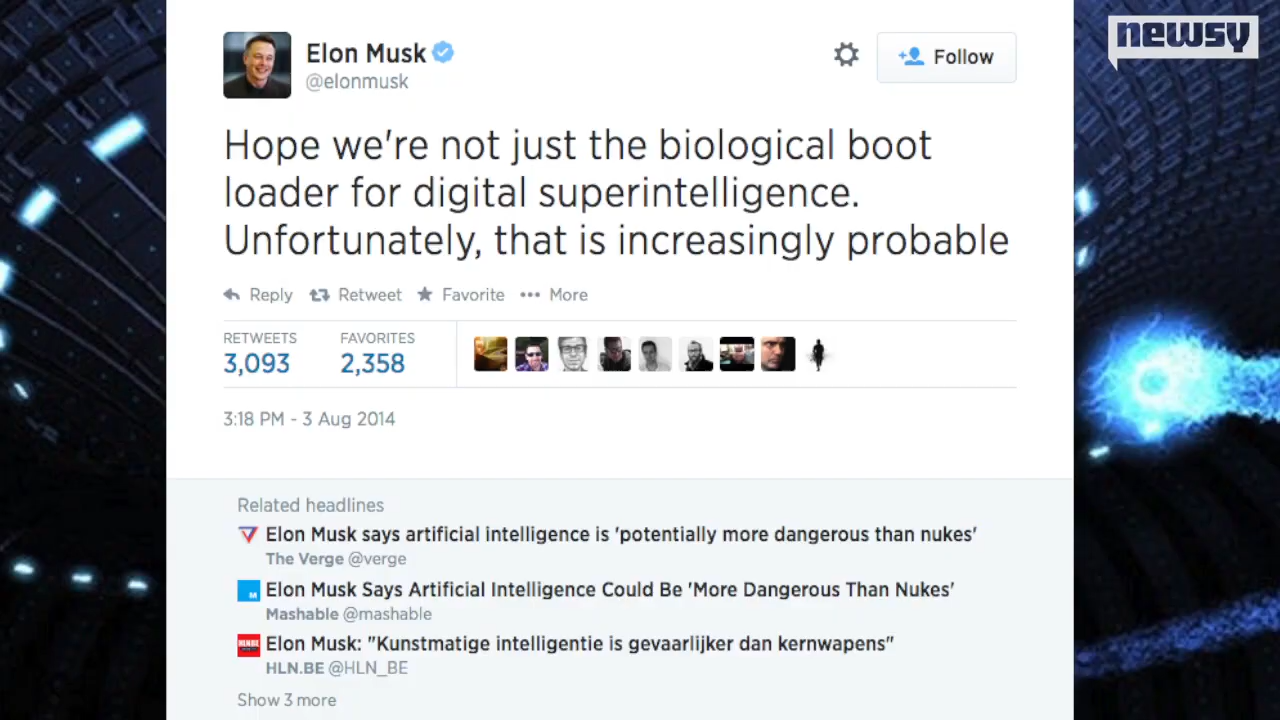 newsy
Elon Musk
@elonmusk
Follow
Hope we're not just the biological boot
loader for digital superintelligence.
Unfortunately, that is increasingly probable
Reply Retweet Favorite More
RETWEETS FAVORITES
3,093 2,358
3:18 PM - 3 Aug 2014
Related headlines
Elon Musk says artificial intelligence is 'potentially more dangerous than nukes'
The Verge @verge
M
Elon Musk Says Artificial Intelligence Could Be 'More Dangerous Than Nukes'
Mashable @mashable
Elon Musk: "Kunstmatige intelligentie is gevaarlijker dan kernwapens"
HLN.BE @HLN_BE
Show 3 more